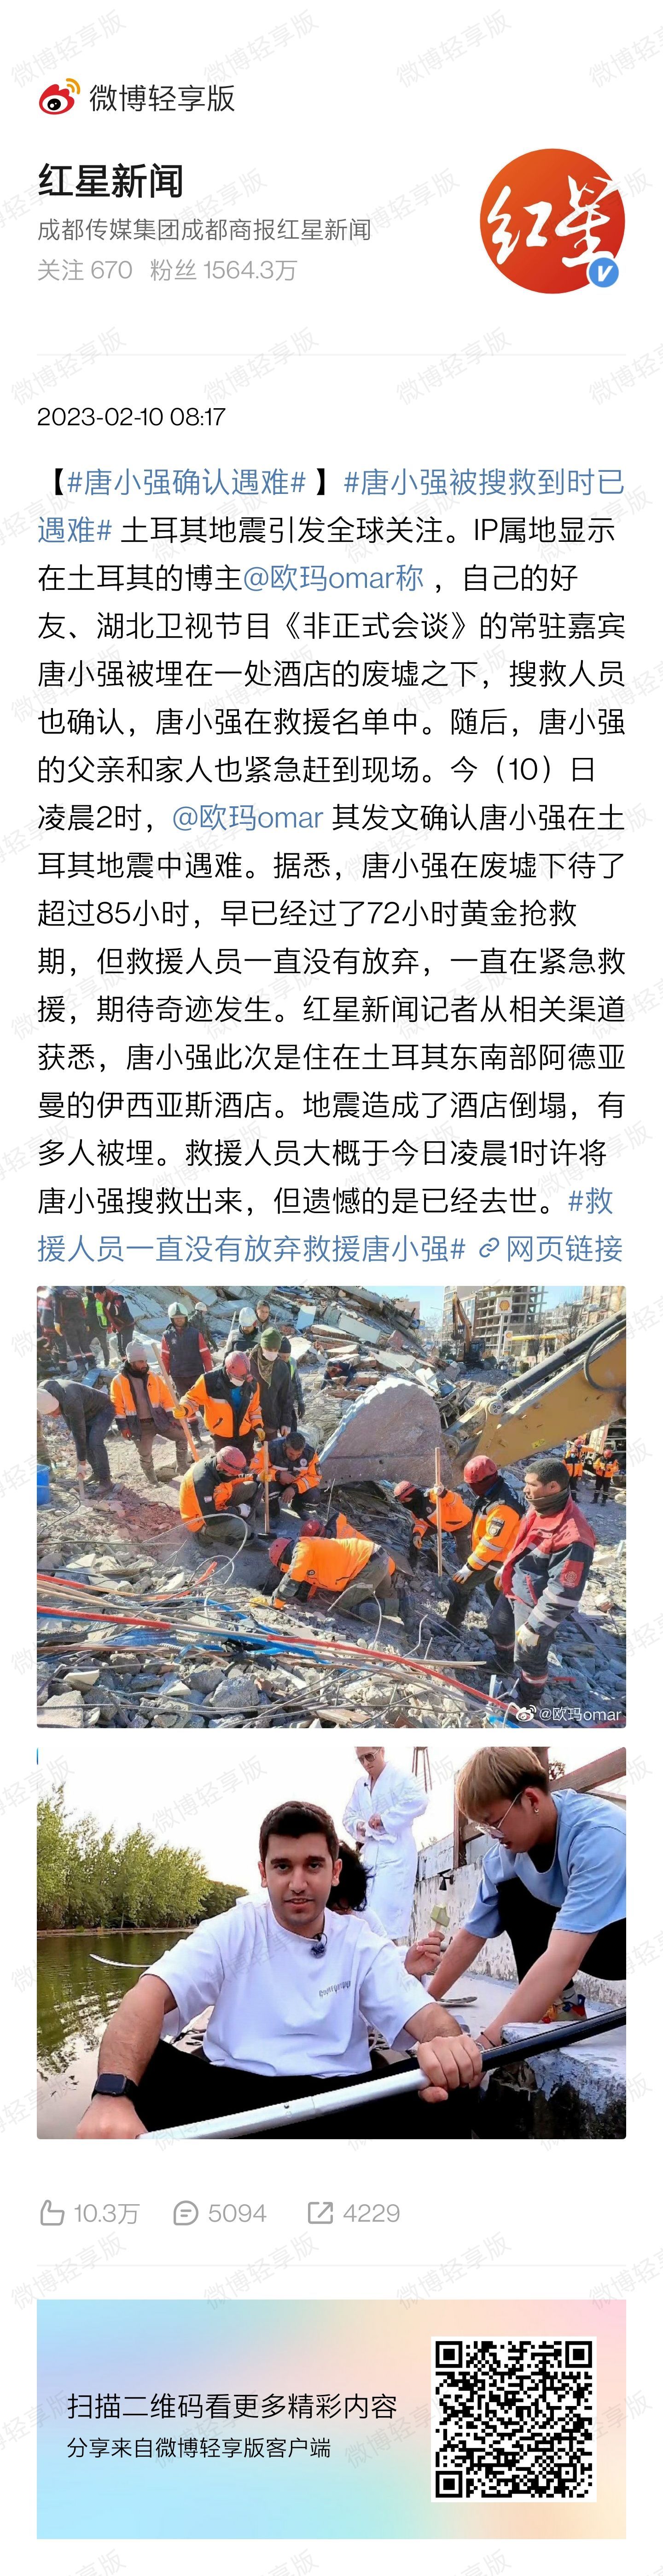 微博轻享版
红星新闻
成都传媒集团成都商报红星新闻
关注 670 粉丝 1564.3万
红星
2023-02-10 08:17
【#唐小强确认遇难#】#唐小强被搜救到时已
遇难# 土耳其地震引发全球关注。IP属地显示
在土耳其的博主@欧玛omar称 ，自己的好
友、湖北卫视节目《非正式会谈》的常驻嘉宾
唐小强被埋在一处酒店的废墟之下，搜救人员
也确认，唐小强在救援名单中。随后，唐小强
的父亲和家人也紧急赶到现场。今（10）日
凌晨2时，@欧玛omar 其发文确认唐小强在土
耳其地震中遇难。据悉，唐小强在废墟下待了
超过85小时，早已经过了72小时黄金抢救
期，但救援人员一直没有放弃，一直在紧急救
援，期待奇迹发生。红星新闻记者从相关渠道
获悉，唐小强此次是住在土耳其东南部阿德亚
曼的伊西亚斯酒店。地震造成了酒店倒塌，有
多人被埋。救援人员大概于今日凌晨1时许将
唐小强搜救出来，但遗憾的是已经去世。#救
援人员一直没有放弃救援唐小强# 网页链接
@欧玛omar
10.3万 5094 4229
扫描二维码看更多精彩内容
分享来自微博轻享版客户端